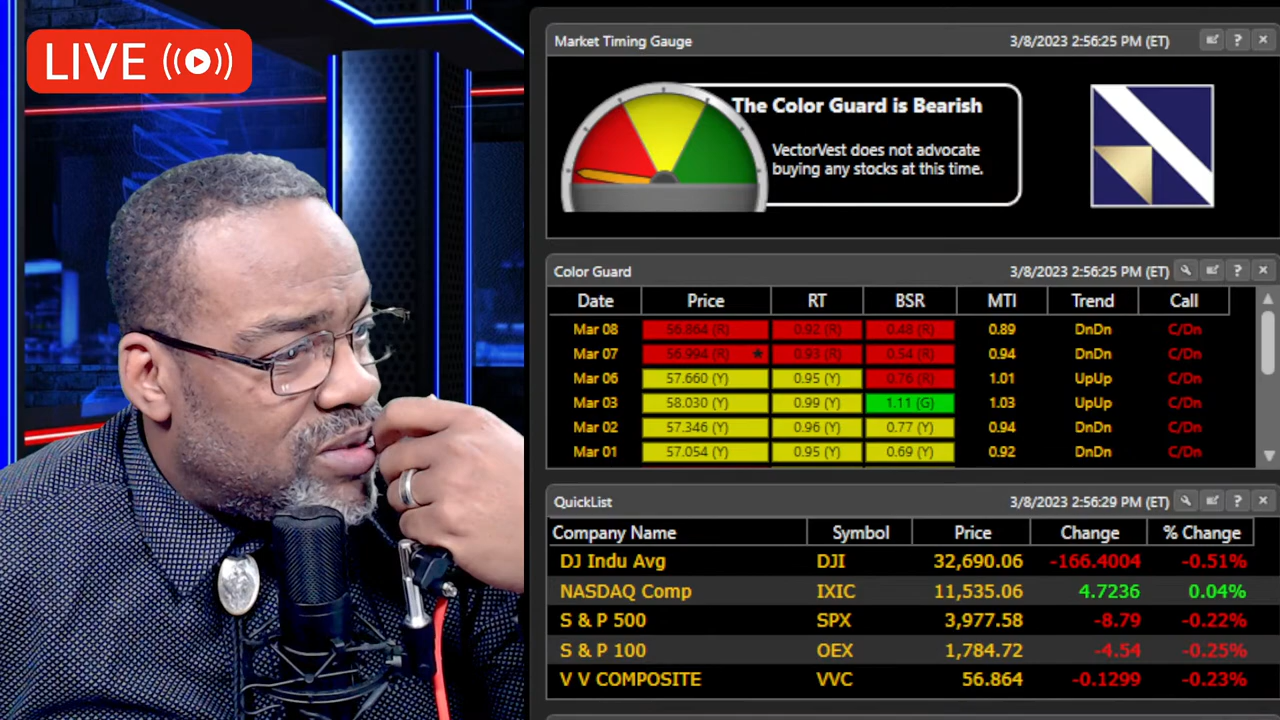 LIVE
Market Timing Gauge 3/8/2023 2:56:25 PM (ET) ?
The Color Guard is Bearish
VectorVest does not advocate
buying any stocks at this time.
Color Guard 3/8/2023 2:56:25 PM (ET) ?
Date Price RT BSR MTI Trend Call
Mar 08 56.864 (R) 0.92 (R) 0.48 (R) 0.89 DnDn C/Dn
Mar 07 56.994 (R) ★ 0.93 (R) 0.54 (R) 0.94 DnDn C/Dn
Mar 06 57.660 (Y) 0.95 (Y) 0.76 (R) 1.01 UpUp C/Dn
Mar 03 58.030 (Y) 0.99 (Y) 1.11 (G) 1.03 UpUp C/Dn
Mar 02 57.346 (Y) 0.96 (Y) 0.77 (Y) 0.94 DnDn C/Dn
Mar 01 57.054 (Y) 0.95 (Y) 0.69 (Y) 0.92 DnDn C/Dn
QuickList 3/8/2023 2:56:29 PM (ET) ?
Company Name Symbol Price Change % Change
DJ Indu Avg DJI 32,690.06 -166.4004 -0.51%
NASDAQ Comp IXIC 11,535.06 4.7236 0.04%
S & P 500 SPX 3,977.58 -8.79 -0.22%
S & P 100 OEX 1,784.72 -4.54 -0.25%
V V COMPOSITE VVC 56.864 -0.1299 -0.23%